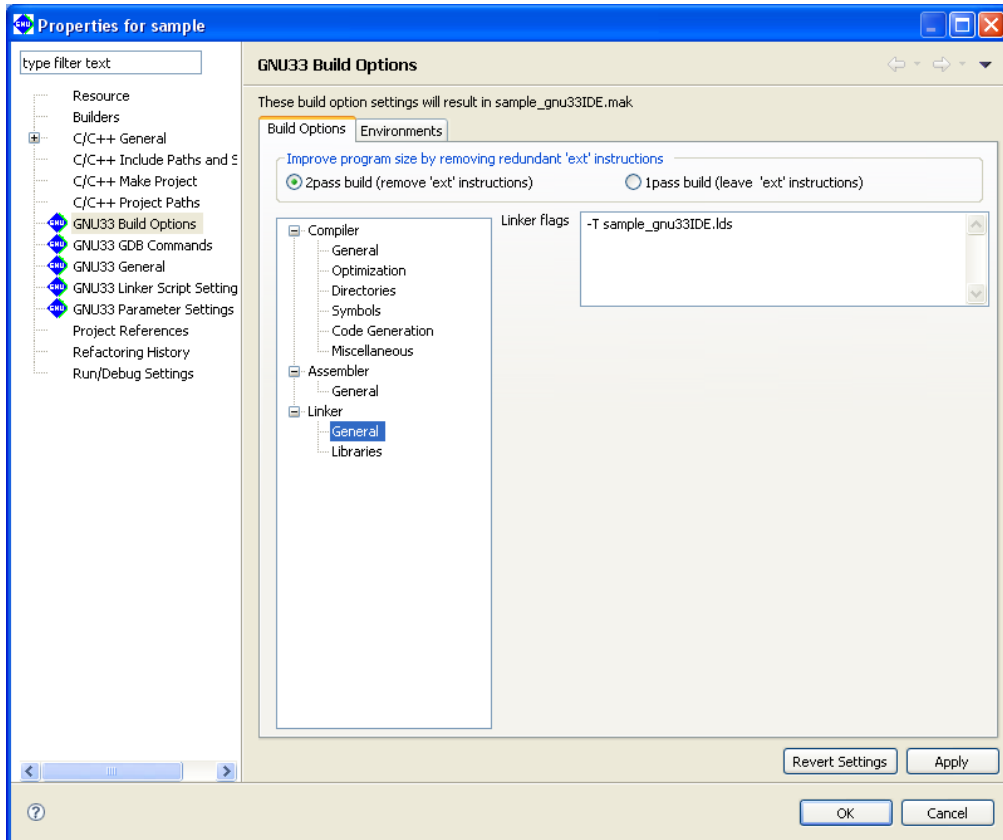 Properties for sample
type filter text
Resource
Builders
C/C++ General
C/C++ Include Paths and S
C/C++ Make Project
C/C++ Project Paths
GNU33 Build Options
GNU33 GDB Commands
GNU33 General
GNU33 Linker Script Setting
GNU33 Parameter Settings
Project References
Refactoring History
Run/Debug Settings
GNU33 Build Options
These build option settings will result in sample_gnu33IDE.mak
Build Options
Environments
Improve program size by removing redundant 'ext' instructions
2pass build (remove 'ext' instructions)
1pass build (leave 'ext' instructions)
Compiler
General
Optimization
Directories
Symbols
Code Generation
Miscellaneous
Assembler
General
Linker
General
Libraries
Linker flags
-T sample_gnu33IDE.lds
Revert Settings
Apply
OK
Cancel